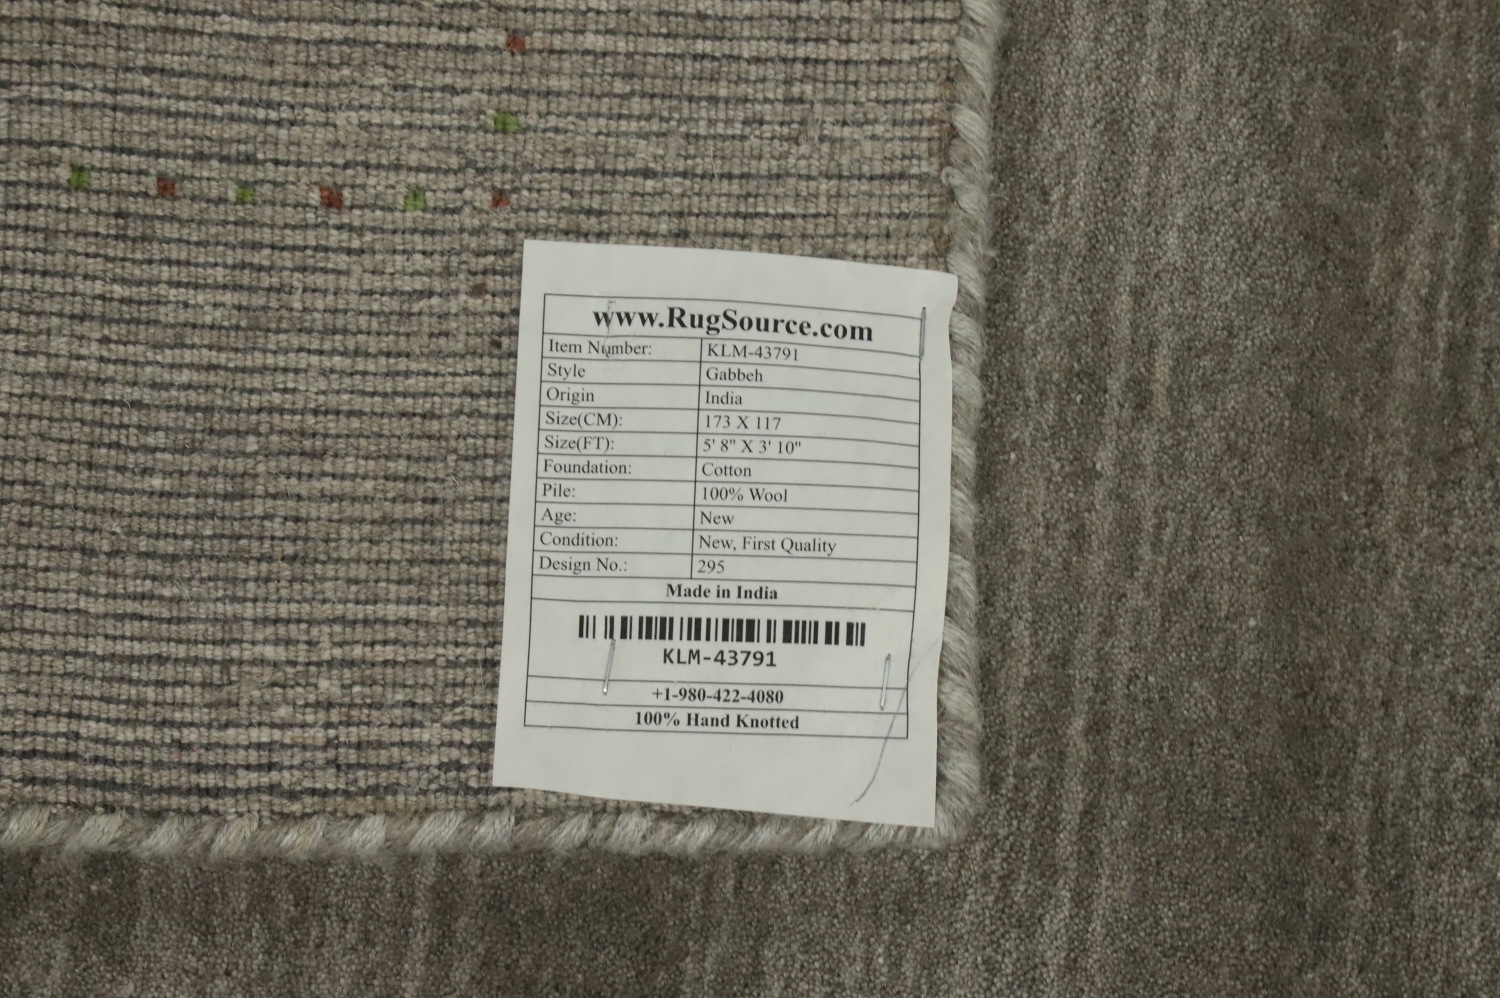 www.RugSource.com
Item Number: KLM-43791
Style Gabbeh
Origin India
Size(CM): 173 X 117
Size(FT): 5' 8" X 3' 10"
Foundation: Cotton
Pile: 100% Wool
Age: New
Condition: New, First Quality
Design No.: 295
Made in India
KLM-43791
+1-980-422-4080
100% Hand Knotted